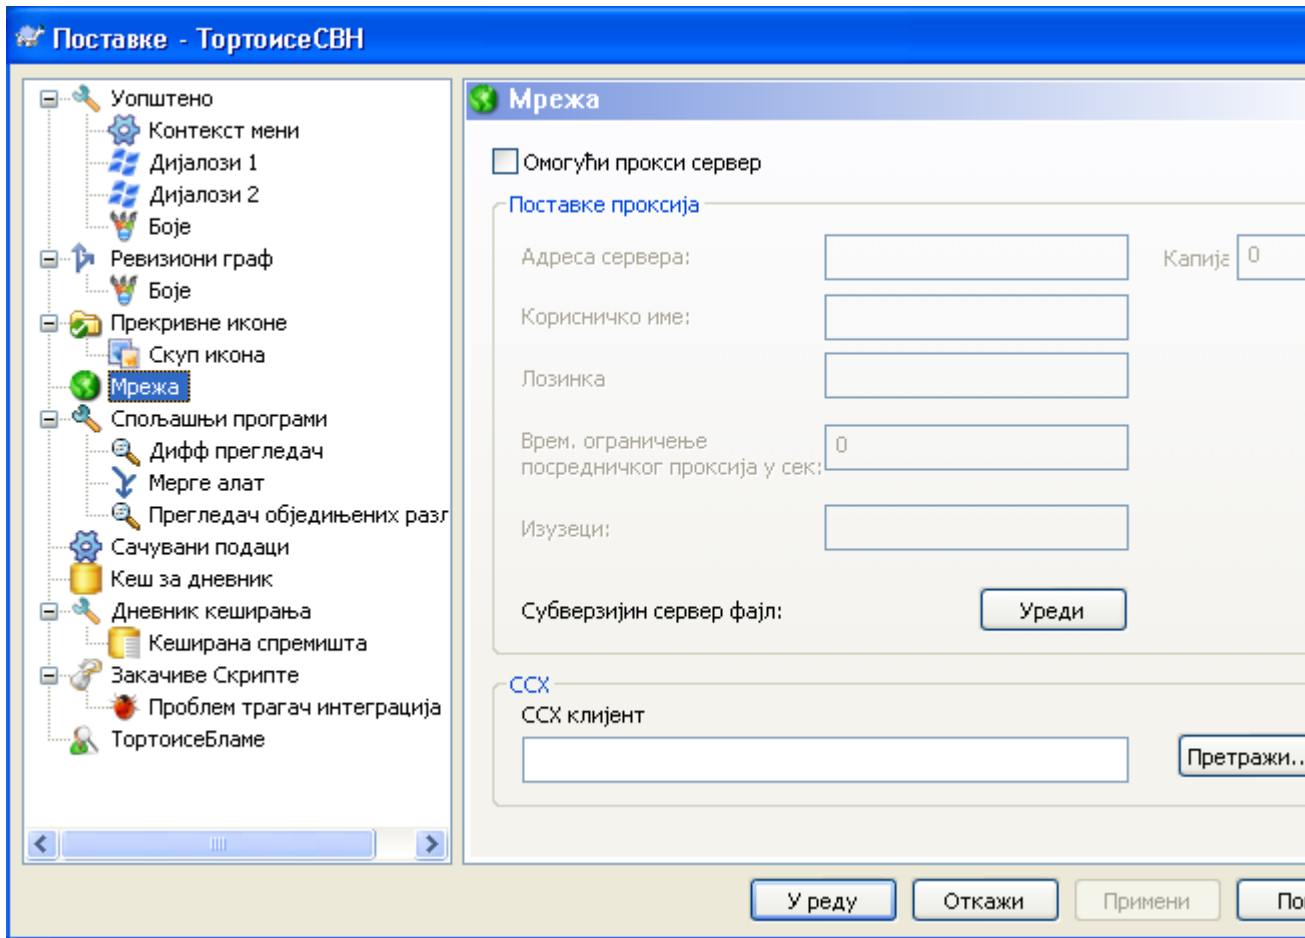 Поставке - ТортоисеСВН
Уопштено
Контекст мени
Дијалози 1
Дијалози 2
Боје
Ревизиони граф
Боје
Прекривне иконе
Скуп икона
Мрежа
Спољашњи програми
Дифф прегледач
Мерге алат
Прегледач обједињених разл
Сачувани подаци
Кеш за дневник
Дневник кеширања
Кеширана спремишта
Закачиве Скрипте
Проблем трагач интеграција
ТортоисеБламе
Мрежа
Омогући прокси сервер
Поставке проксија
Адреса сервера:
Капија 0
Корисничко име:
Лозинка
Врем. ограничење
посредничког проксија у сек:
0
Изузеци:
Субверзијин сервер фајл:
Уреди
ССХ
ССХ клијент
Претражи..
У реду
Откажи
Примени